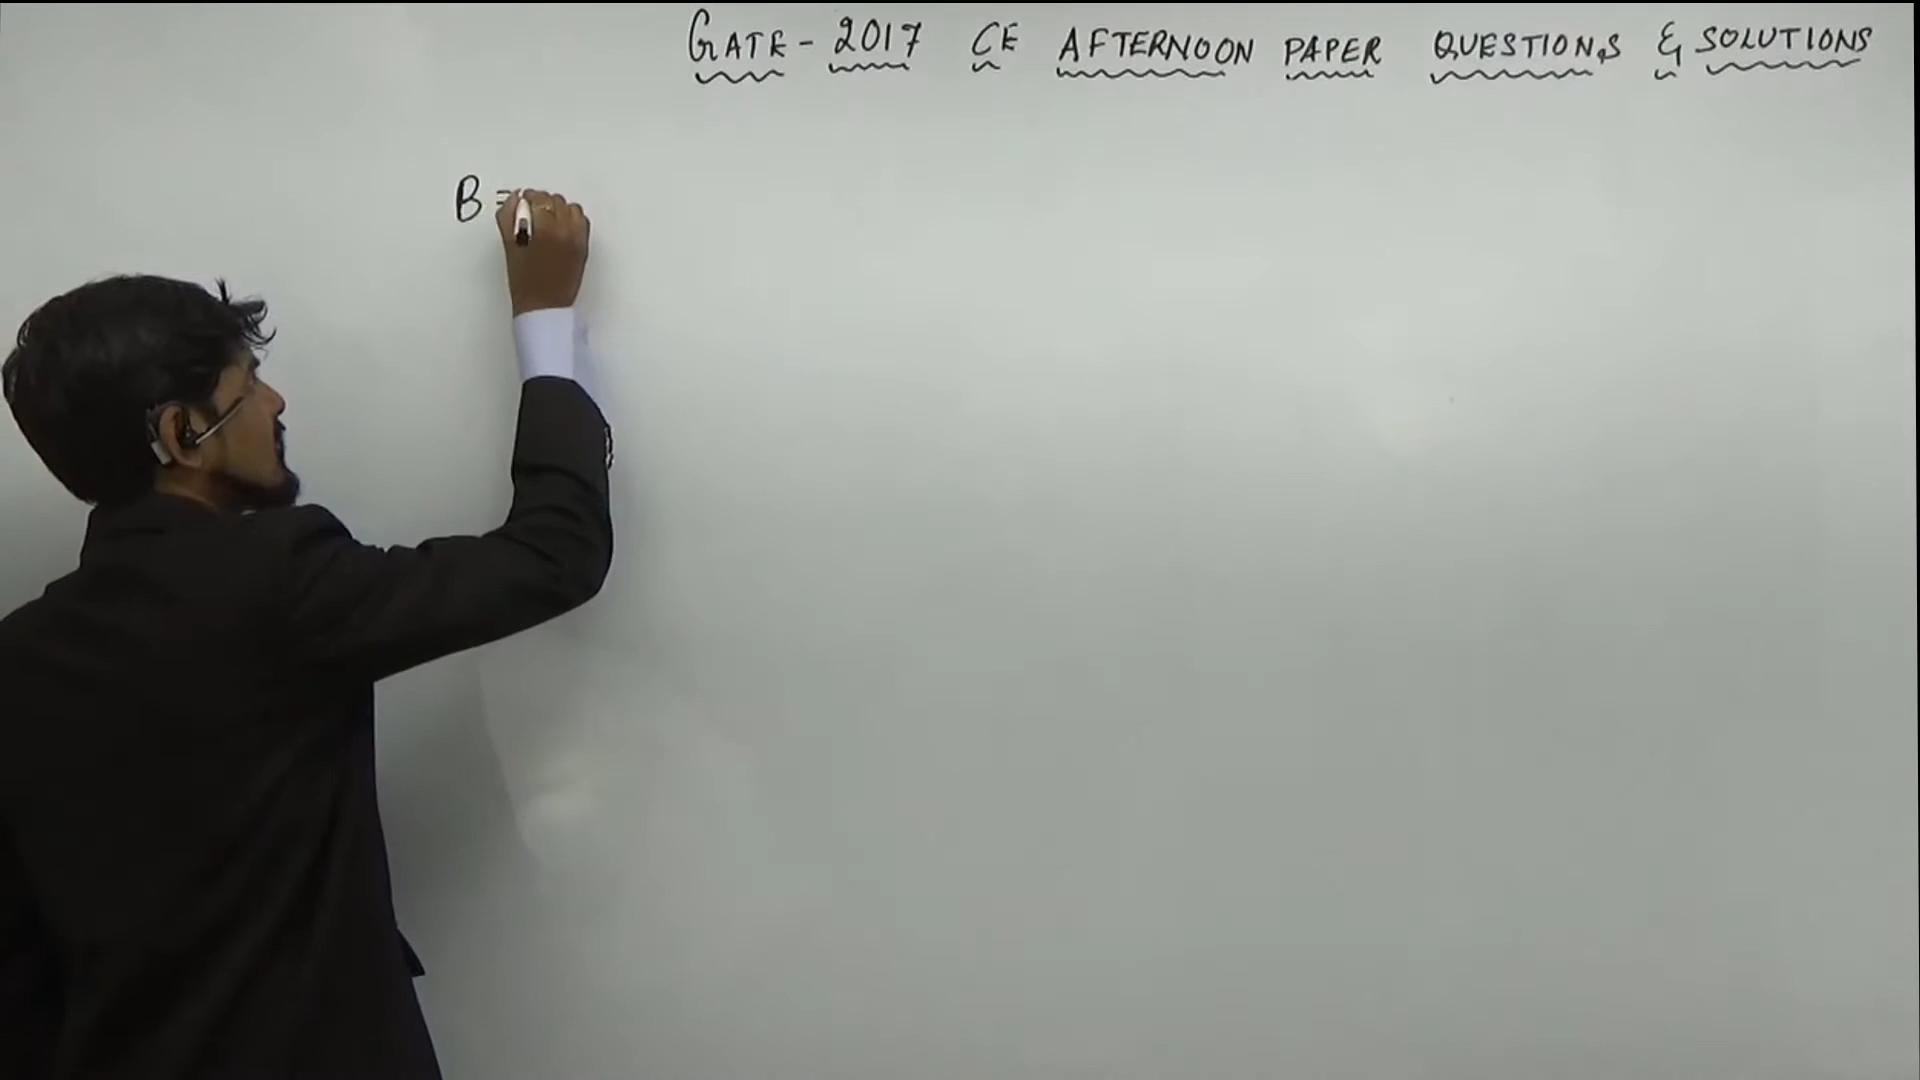 GATE - 2017 CE AFTERNOON PAPER QUESTIONS & SOLUTIONS
B =